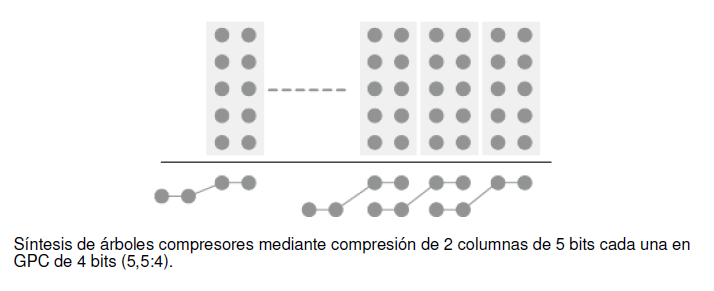 Síntesis de árboles compresores mediante compresión de 2 columnas de 5 bits cada una en
GPC de 4 bits (5,5:4).